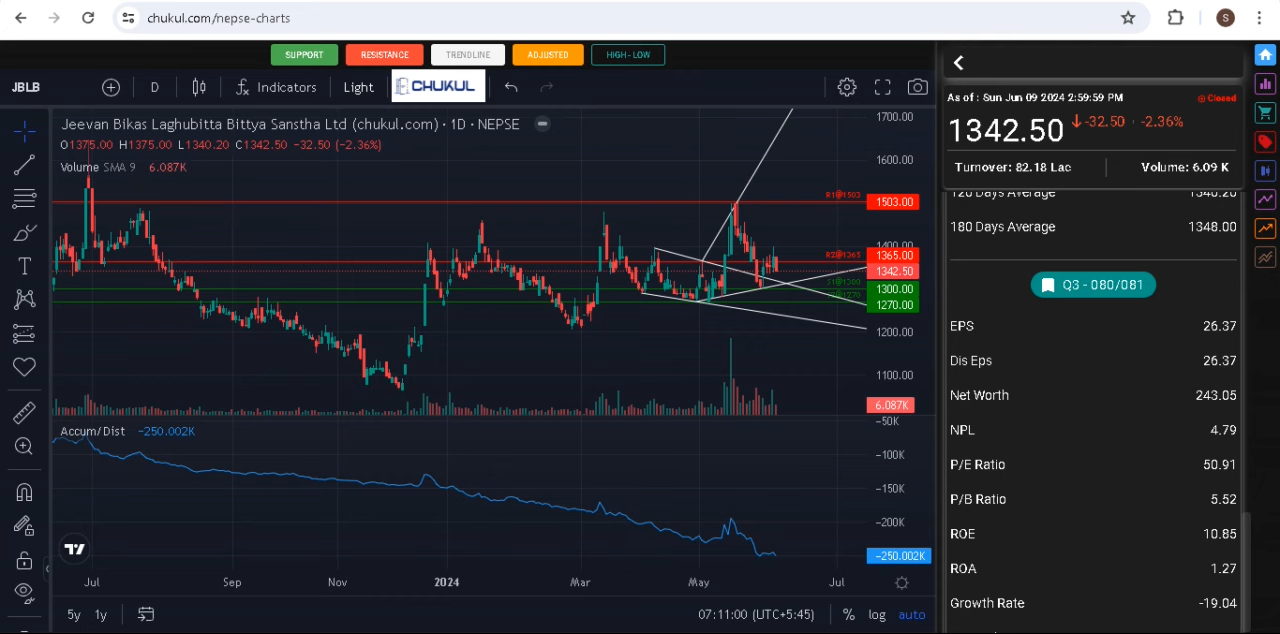 chukul.com/nepse-charts
S
SUPPORT RESISTANCE TRENDLINE ADJUSTED HIGH-LOW
JBLB D Indicators Light CHUKUL
Jeevan Bikas Laghubitta Bittya Sanstha Ltd (chukul.com) · 1D · NEPSE
O1375.00 H1375.00 L1340.20 C1342.50 −32.50 (−2.36%)
Volume SMA 9 6.087K
1700.00
1600.00
R1@1503 1503.00
1400.00
R2@1365 1365.00
1342.50
S1@1300 1300.00
1270.00
1200.00
1100.00
6.087K
−50K
Accum/Dist −250.002K
−100K
−150K
−200K
−250.002K
Jul Sep Nov 2024 Mar May Jul
5y 1y 07:11:00 (UTC+5:45) % log auto
As of : Sun Jun 09 2024 2:59:59 PM Closed
1342.50 -32.50 -2.36%
Turnover: 82.18 Lac Volume: 6.09 K
120 Days Average 1340.20
180 Days Average 1348.00
Q3 - 080/081
EPS 26.37
Dis Eps 26.37
Net Worth 243.05
NPL 4.79
P/E Ratio 50.91
P/B Ratio 5.52
ROE 10.85
ROA 1.27
Growth Rate -19.04